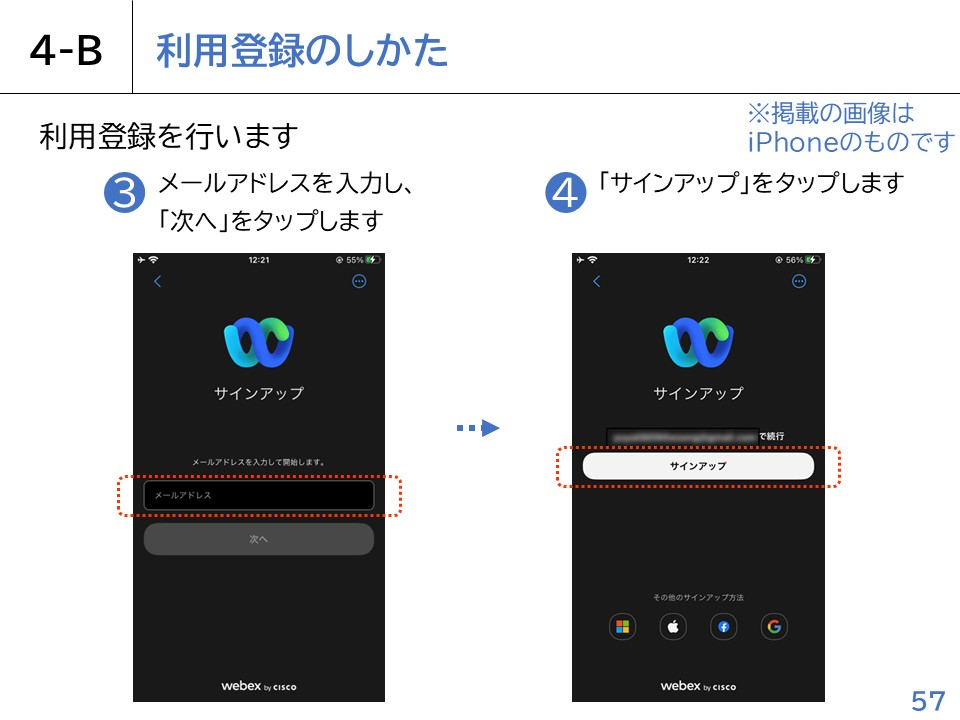 4-B
利用登録のしかた
※掲載の画像は
iPhoneのものです
利用登録を行います
3
メールアドレスを入力し、
「次へ」をタップします
4
「サインアップ」をタップします
12:21
55%
サインアップ
メールアドレスを入力して開始します。
メールアドレス
次へ
webex by CISCO
12:22
56%
サインアップ
で続行
サインアップ
その他のサインアップ方法
webex by CISCO
57